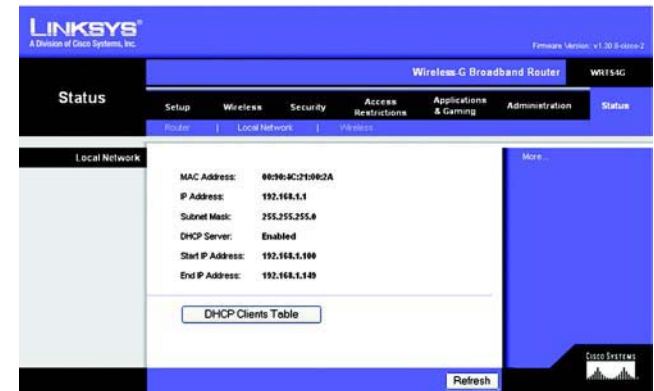 LINKSYS®
A Division of Cisco Systems, Inc.
Firmware Version: v1.30.8-cisco-2
Wireless-G Broadband Router WRT54G
Status
Setup Wireless Security Access Restrictions Applications & Gaming Administration Status
Router | Local Network | Wireless
Local Network
More...
MAC Address: 00:90:4C:21:00:2A
IP Address: 192.168.1.1
Subnet Mask: 255.255.255.0
DHCP Server: Enabled
Start IP Address: 192.168.1.100
End IP Address: 192.168.1.149
DHCP Clients Table
Refresh
CISCO SYSTEMS